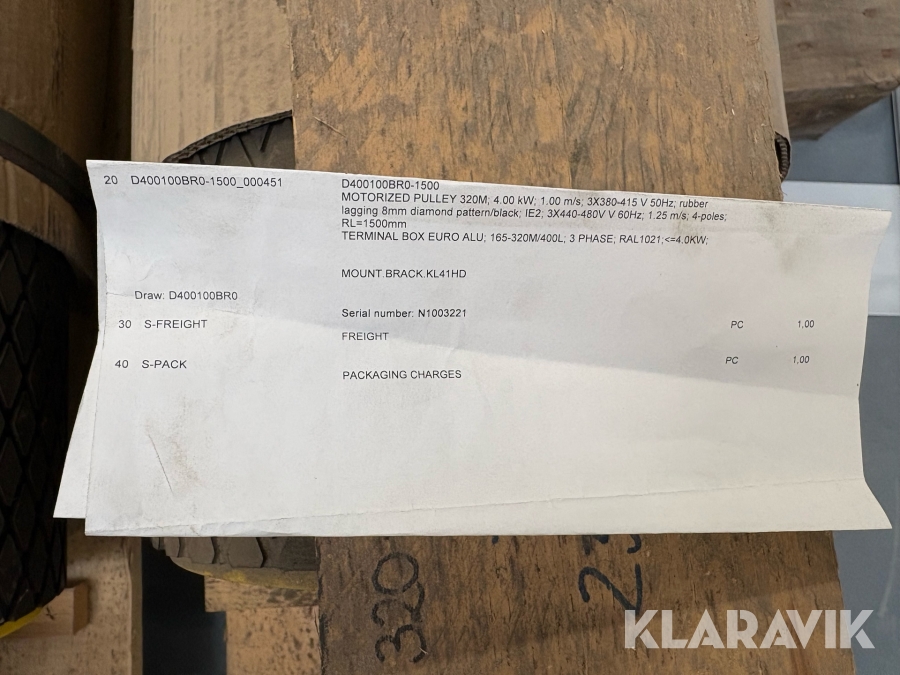 20 D400100BR0-1500_000451 D400100BR0-1500
MOTORIZED PULLEY 320M; 4.00 kW; 1.00 m/s; 3X380-415 V 50Hz; rubber
lagging 8mm diamond pattern/black; IE2, 3X440-480V V 60Hz; 1.25 m/s; 4-poles;
RL=1500mm
TERMINAL BOX EURO ALU; 165-320M/400L; 3 PHASE; RAL1021;<=4.0KW;
MOUNT.BRACK.KL41HD
Draw: D400100BR0
Serial number: N1003221
30 S-FREIGHT PC 1,00
FREIGHT
40 S-PACK PC 1,00
PACKAGING CHARGES
320
KLARAVIK